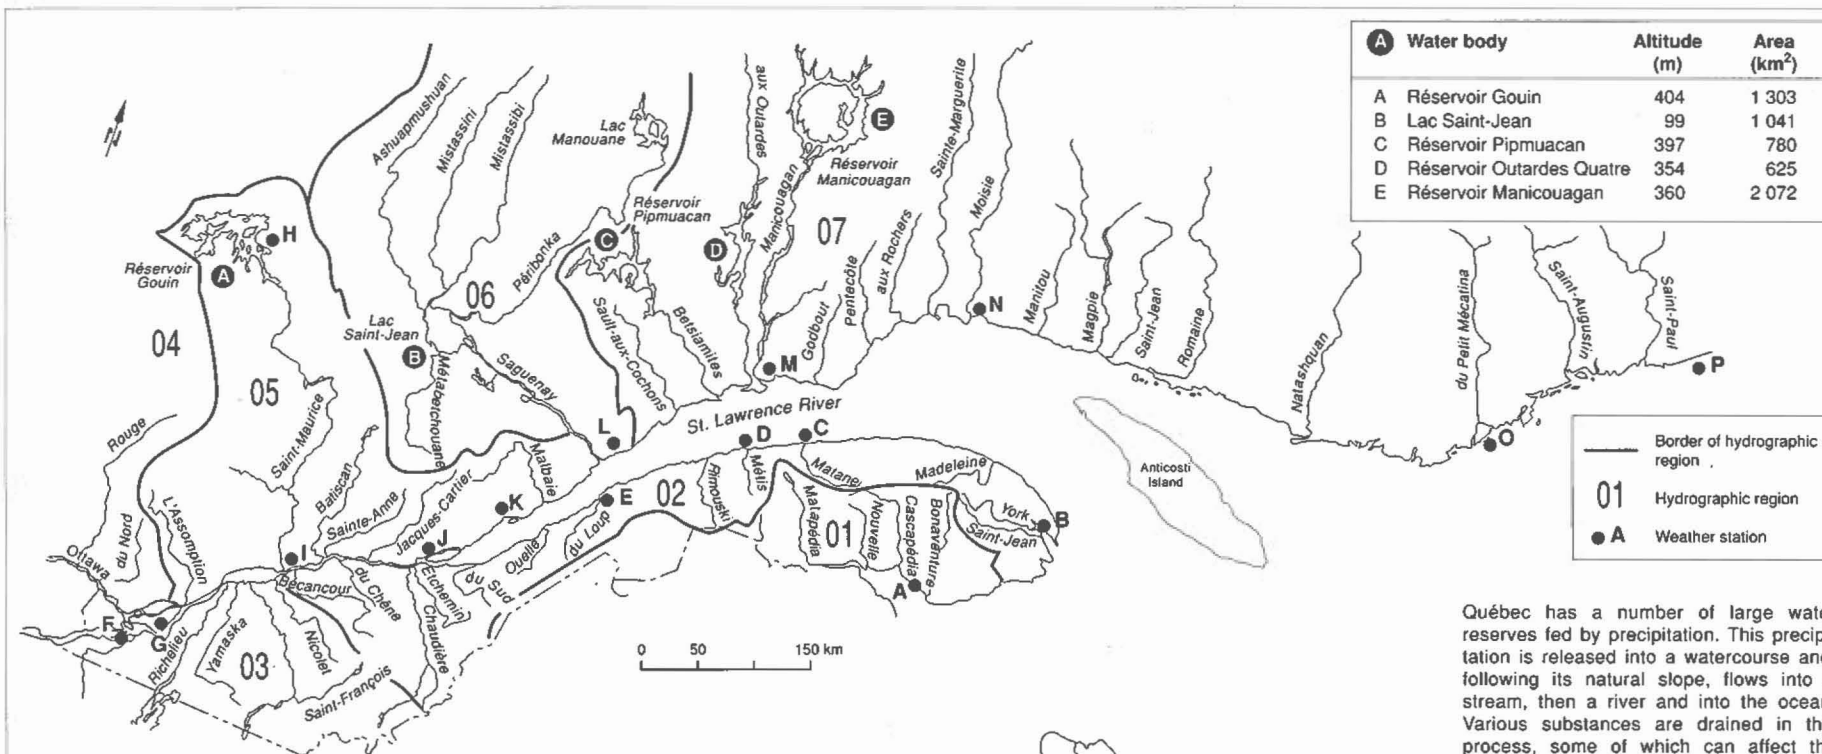 A Water body Altitude (m) Area (km²)
A Réservoir Gouin 404 1 303
B Lac Saint-Jean 99 1 041
C Réservoir Pipmuacan 397 780
D Réservoir Outardes Quatre 354 625
E Réservoir Manicouagan 360 2 072
N
Ashuapmushuan
Mistassini
Mistassibi
Lac
Manouane
aux Outardes
E
Réservoir
Manicouagan
Sainte-Marguerite
Moisie
Réservoir
Pipmuacan
Manicouagan
07
H
Réservoir
Gouin
A
C
D
Péribonka
06
aux Rochers
Pentecôte
Godbout
N
Manitou
Magpie
Saint-Jean
Romaine
Natashquan
du Petit Mécatina
Saint-Augustin
Saint-Paul
P
O
04
05
Lac
Saint-Jean
B
Métabetchouane
Saguenay
Sault-aux-Cochons
Betsiamites
M
Rouge
Saint-Maurice
L
St. Lawrence River
D
C
Batiscan
Malbaie
Rimouski
Métis
Matane
Madeleine
Anticosti
Island
Border of hydrographic
region
01 Hydrographic region
A Weather station
L'Assomption
du Nord
Ottawa
Sainte-Anne
Jacques-Cartier
K
E
02
Matapédia
01
Nouvelle
Cascapédia
Bonaventure
York
Saint-Jean
B
A
I
J
Ouelle
du Loup
du Sud
Etchemin
Chaudière
Bécancour
du Chêne
F
G
Richelieu
Yamaska
03
Nicolet
Saint-François
0 50 150 km
Québec has a number of large wate
reserves fed by precipitation. This precip
tation is released into a watercourse and
following its natural slope, flows into
stream, then a river and into the ocean
Various substances are drained in th
process, some of which can affect th